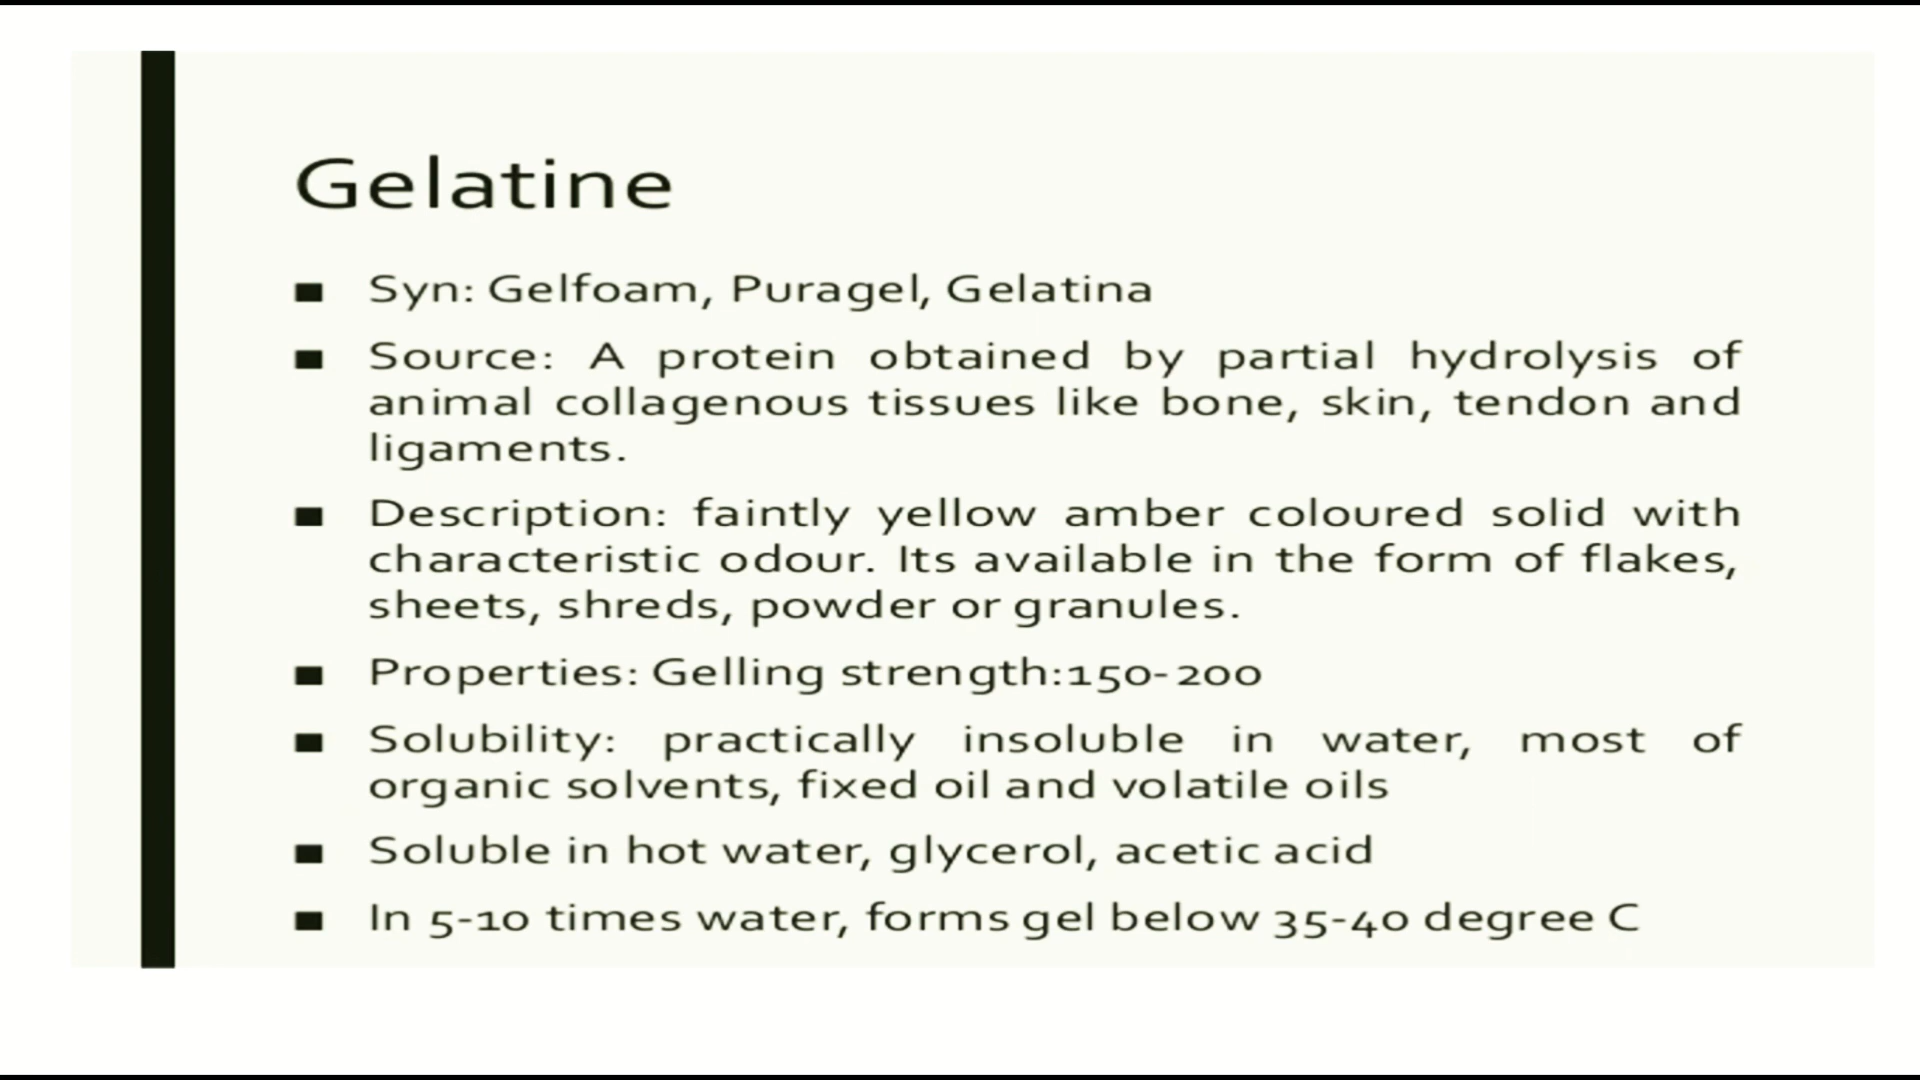 Gelatine
Syn: Gelfoam, Puragel, Gelatina
Source: A protein obtained by partial hydrolysis of
animal collagenous tissues like bone, skin, tendon and
ligaments.
Description: faintly yellow amber coloured solid with
characteristic odour. Its available in the form of flakes,
sheets, shreds, powder or granules.
Properties: Gelling strength:150-200
Solubility: practically insoluble in water, most of
organic solvents, fixed oil and volatile oils
Soluble in hot water, glycerol, acetic acid
In 5-10 times water, forms gel below 35-40 degree C